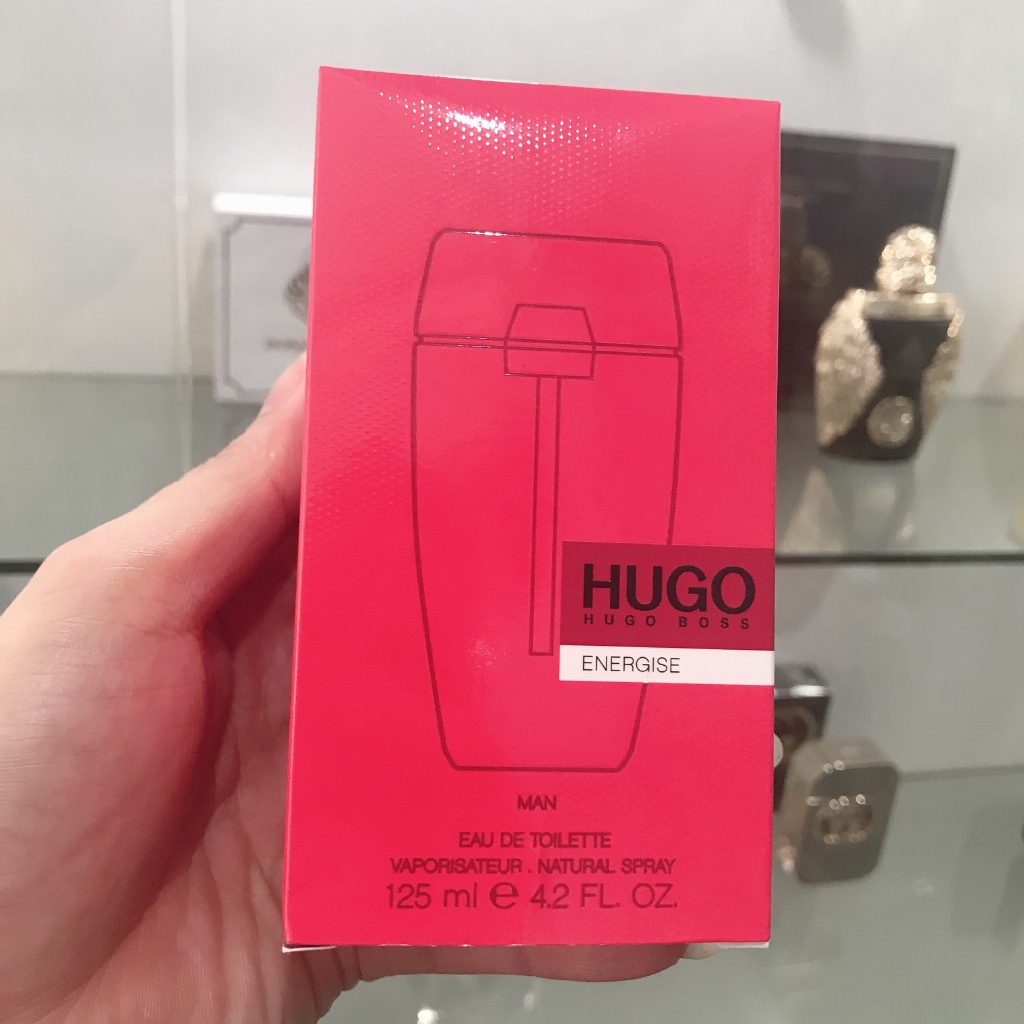 HUGO
HUGO BOSS
ENERGISE
MAN
EAU DE TOILETTE
VAPORISATEUR . NATURAL SPRAY
125 ml ℮ 4.2 FL. OZ.